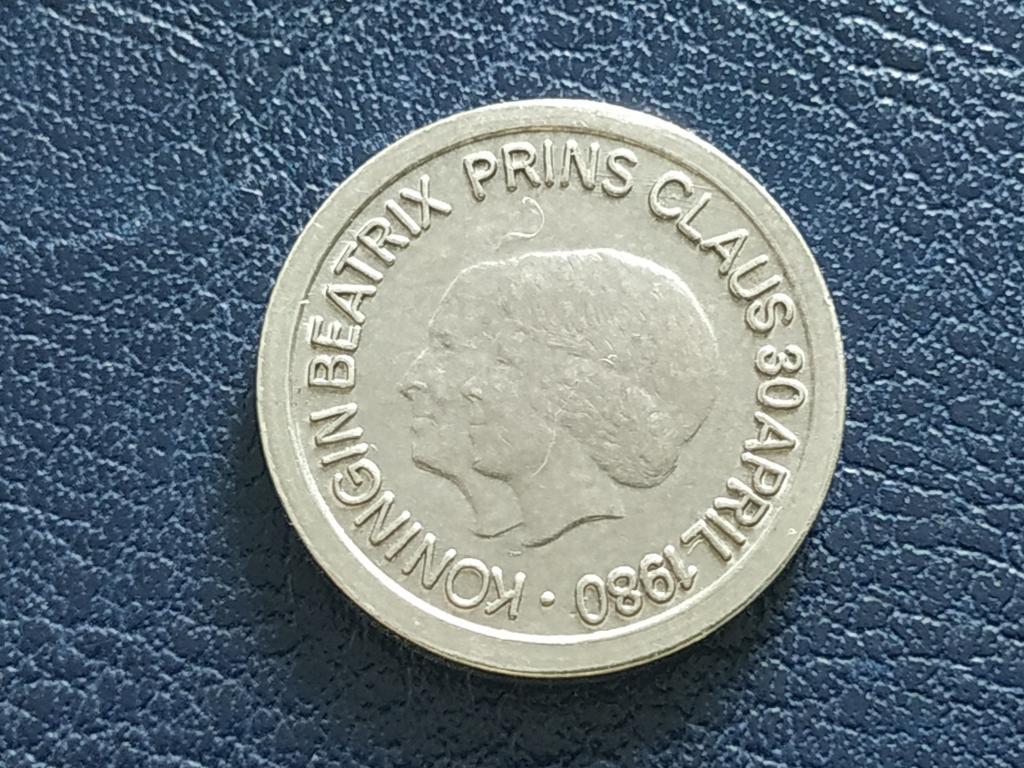 KONINGIN BEATRIX PRINS CLAUS 30 APRIL 1980 •